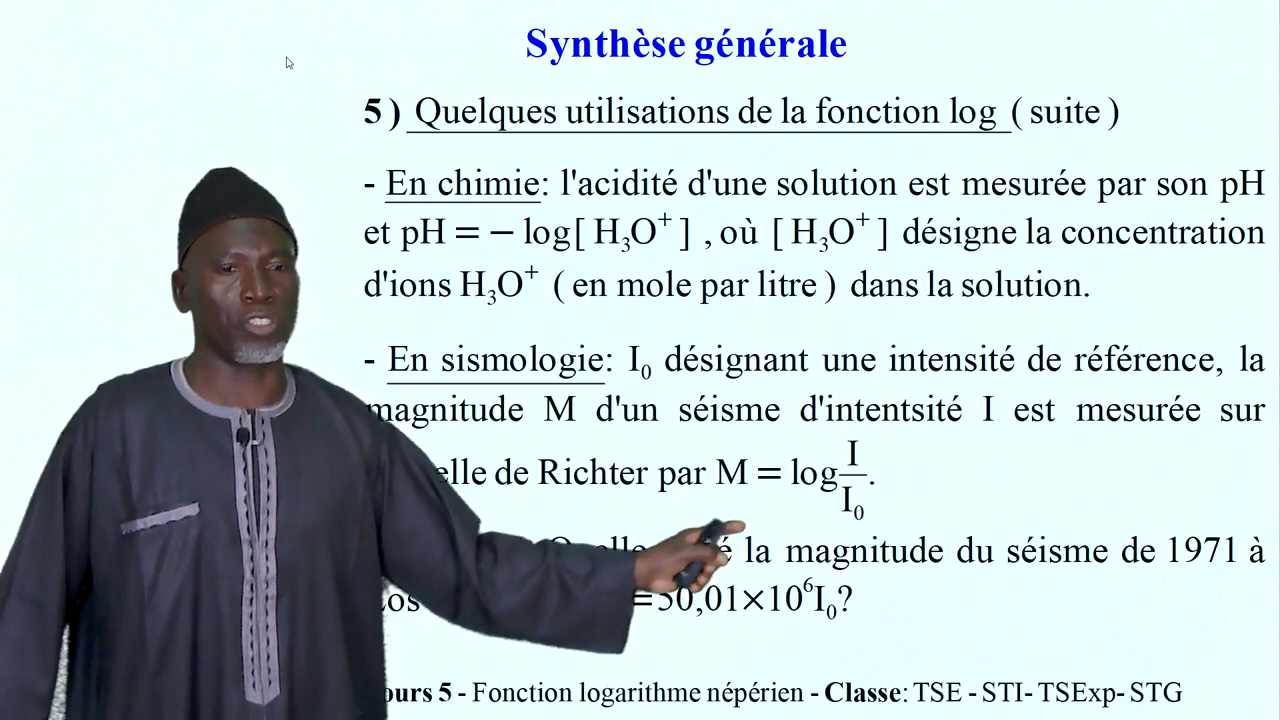 Synthèse générale
5 ) Quelques utilisations de la fonction log ( suite )
- En chimie: l'acidité d'une solution est mesurée par son pH
et pH = − log[ H₃O⁺ ] , où [ H₃O⁺ ] désigne la concentration
d'ions H₃O⁺ ( en mole par litre ) dans la solution.
- En sismologie: I₀ désignant une intensité de référence, la
magnitude M d'un séisme d'intentsité I est mesurée sur
de Richter par M = log I/I₀.
la magnitude du séisme de 1971 à
=50,01×10⁶I₀?
5 - Fonction logarithme népérien - Classe: TSE - STI- TSExp- STG